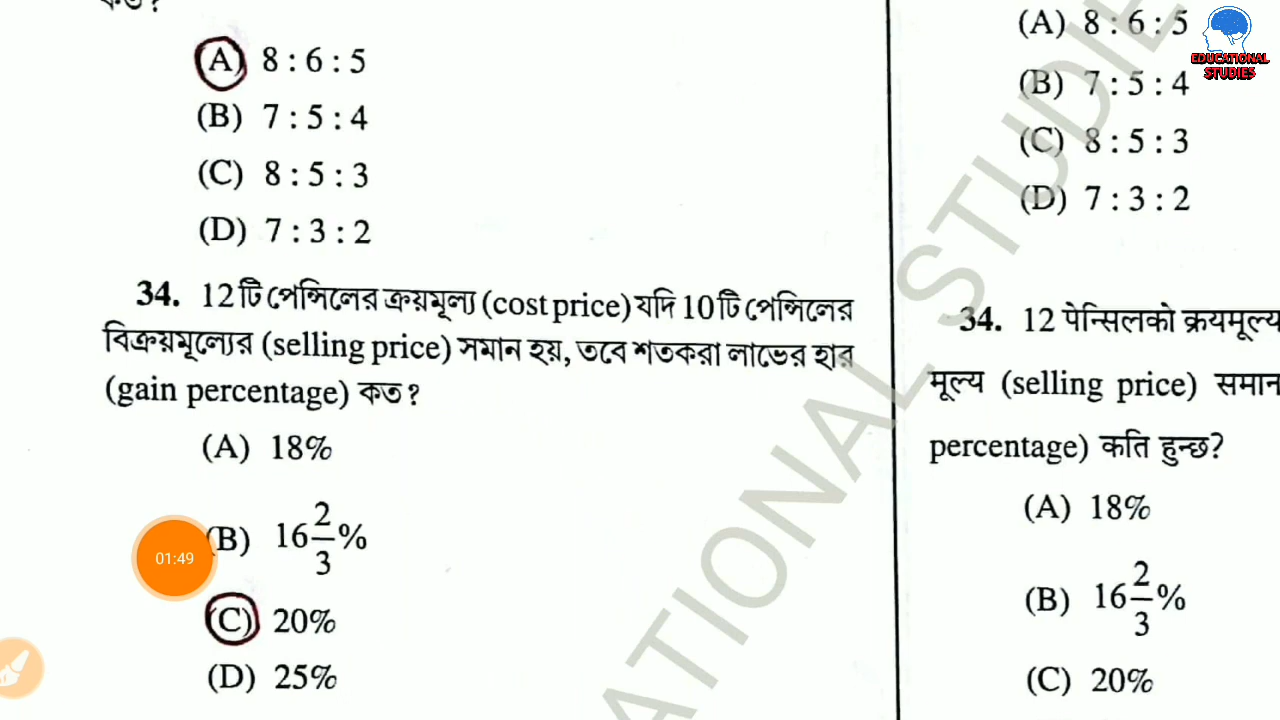 কত?
(A) 8 : 6 : 5
(B) 7 : 5 : 4
(C) 8 : 5 : 3
(D) 7 : 3 : 2
34. 12টি পেন্সিলের ক্রয়মূল্য (cost price) যদি 10টি পেন্সিলের
বিক্রয়মূল্যের (selling price) সমান হয়, তবে শতকরা লাভের হার
(gain percentage) কত?
(A) 18%
(B) 16 2/3 %
(C) 20%
(D) 25%
01:49
(A) 8 : 6 : 5
(B) 7 : 5 : 4
(C) 8 : 5 : 3
(D) 7 : 3 : 2
34. 12 पेन्सिलको क्रयमूल्य
मूल्य (selling price) समान
percentage) कति हुन्छ?
(A) 18%
(B) 16 2/3 %
(C) 20%
EDUCATIONAL
STUDIES
ATIONAL STUDIE